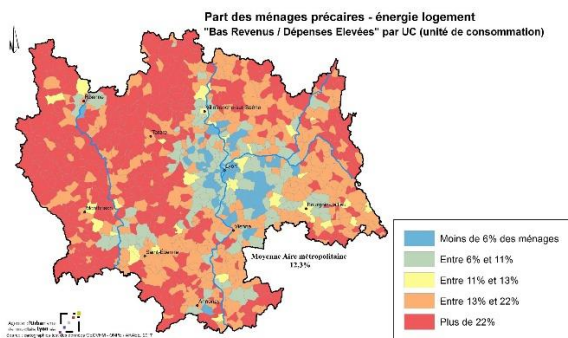 Part des ménages précaires - énergie logement
"Bas Revenus / Dépenses Elevées" par UC (unité de consommation)
Roanne
Villefranche-sur-Saône
Tarare
Lyon
Montbrison
Vienne
Saint-Etienne
Moyenne Aire métropolitaine
12,3%
Annonay
Moins de 6% des ménages
Entre 6% et 11%
Entre 11% et 13%
Entre 13% et 22%
Plus de 22%